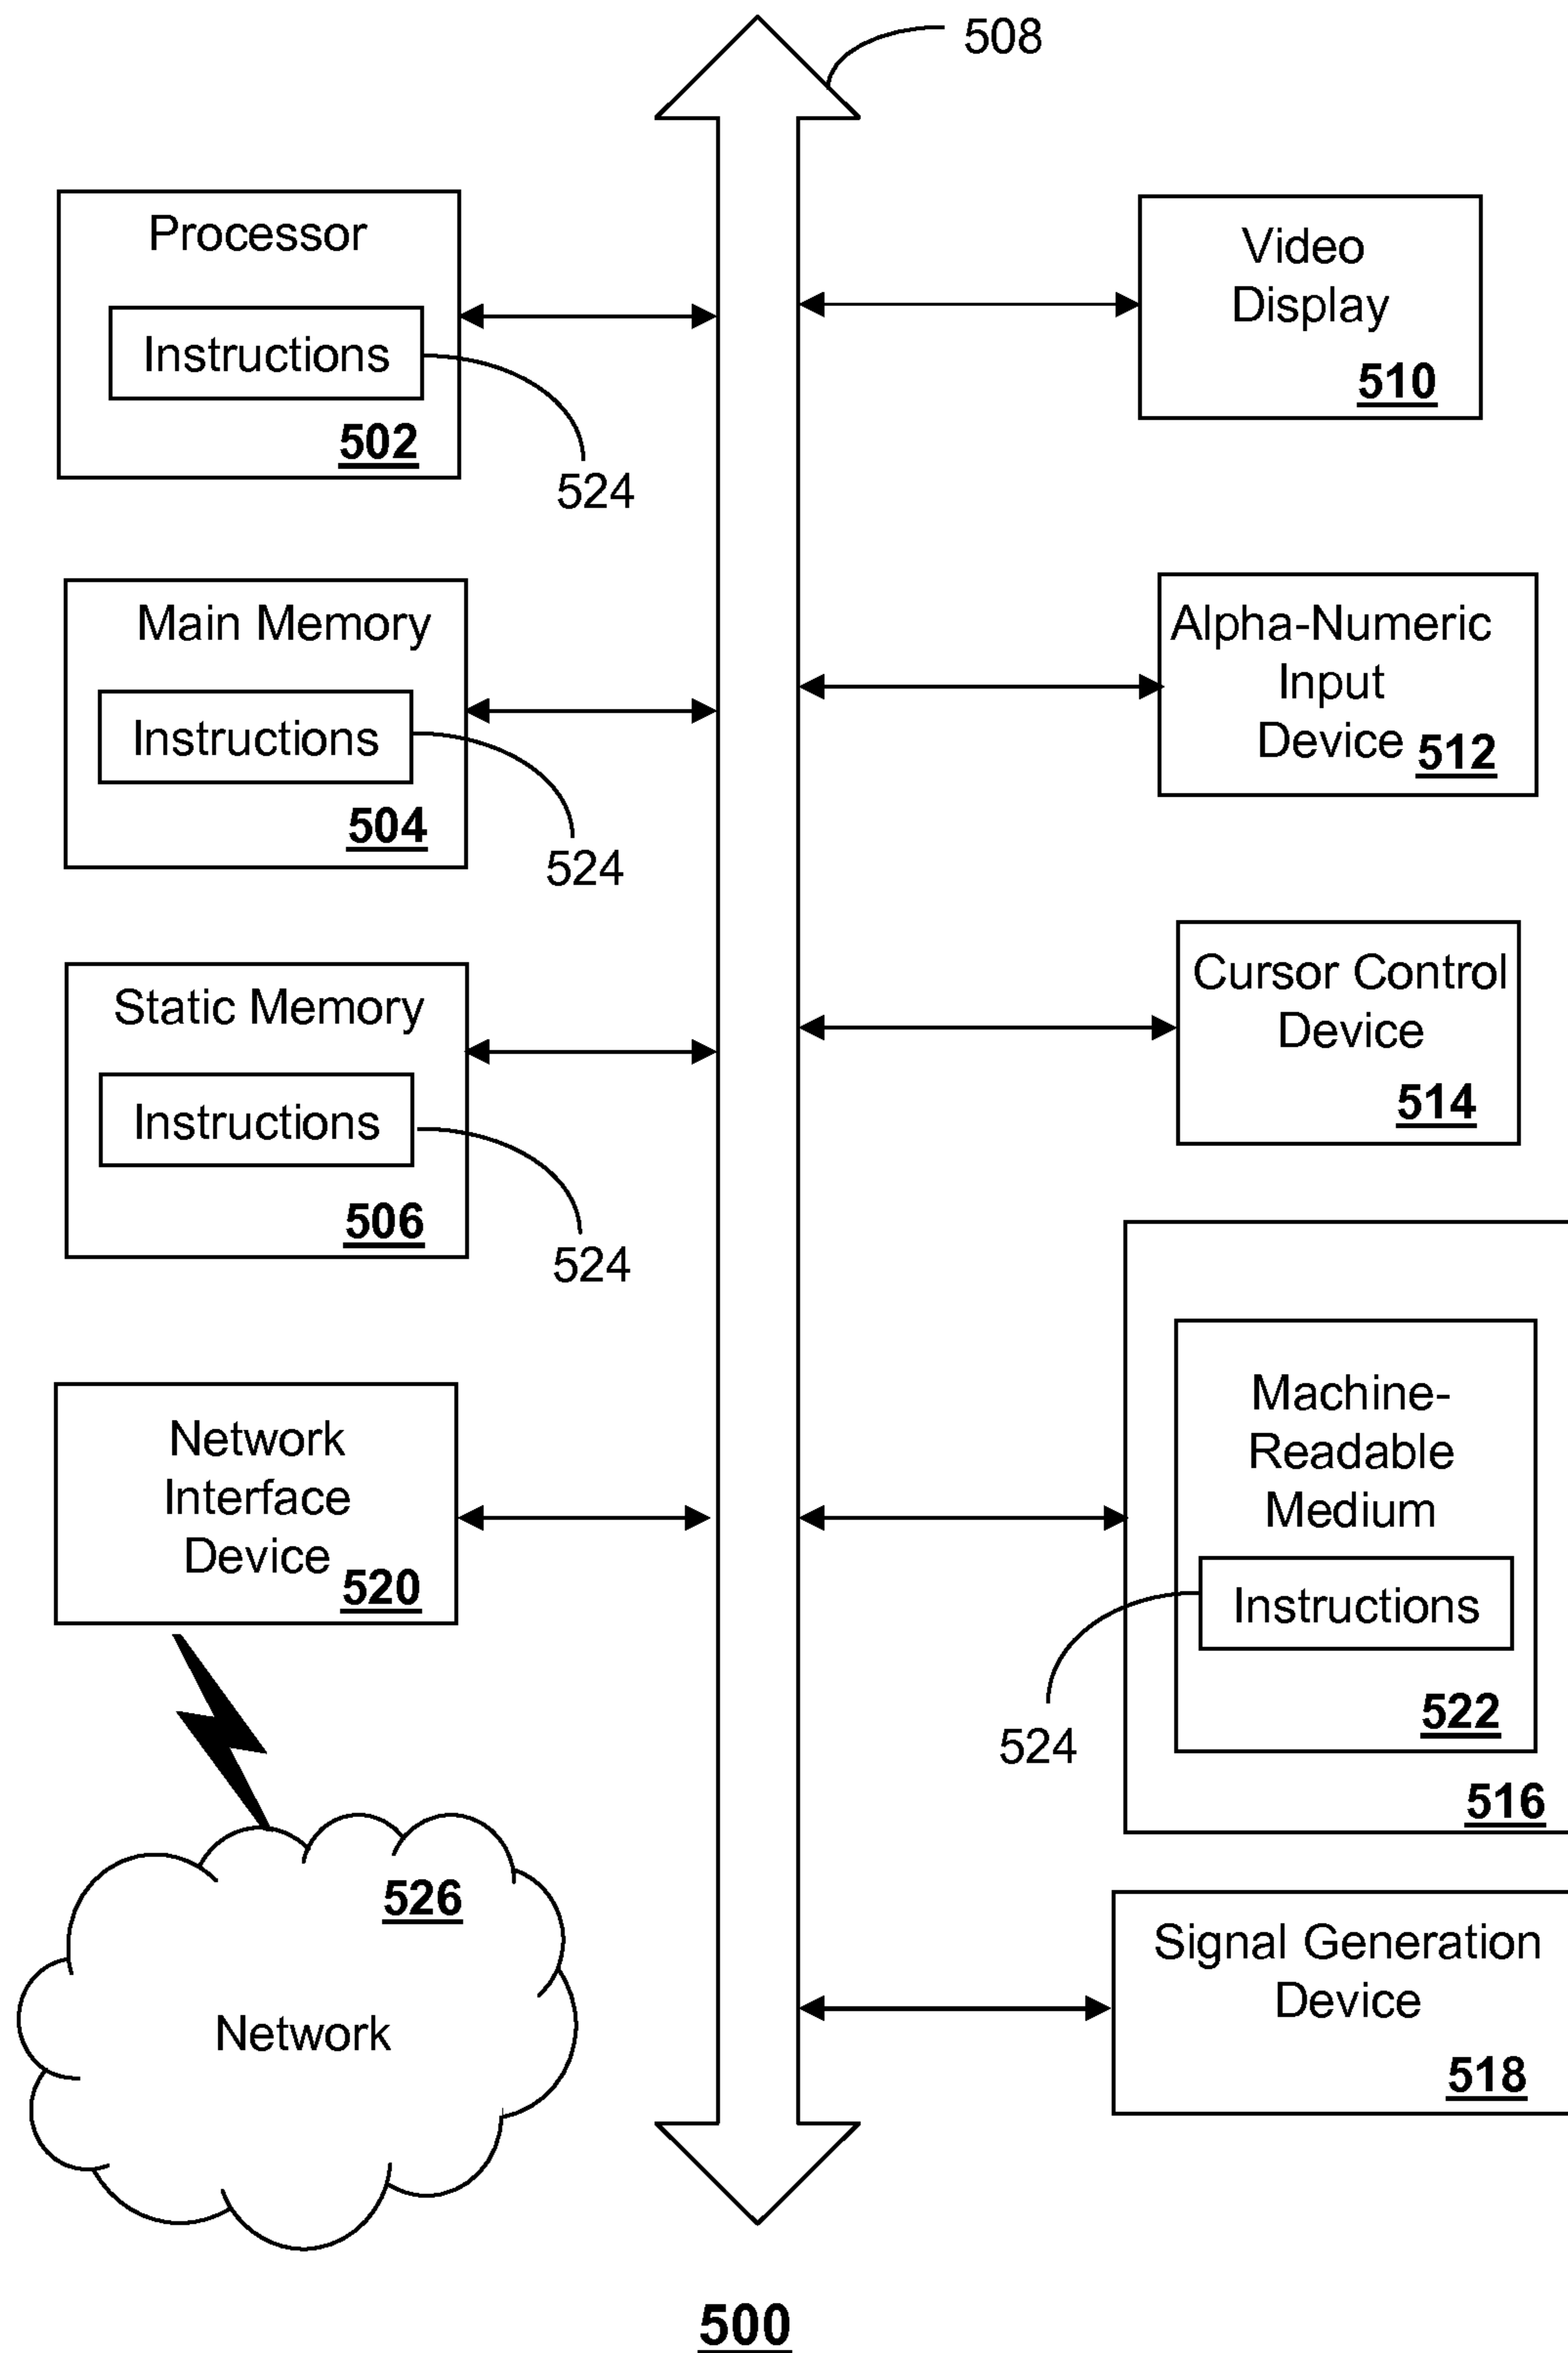 508
Processor
Instructions
502
524
Video
Display
510
Main Memory
Instructions
504
524
Alpha-Numeric
Input
Device 512
Static Memory
Instructions
506
524
Cursor Control
Device
514
Network
Interface
Device 520
Machine-
Readable
Medium
Instructions
522
524
516
526
Network
Signal Generation
Device
518
500